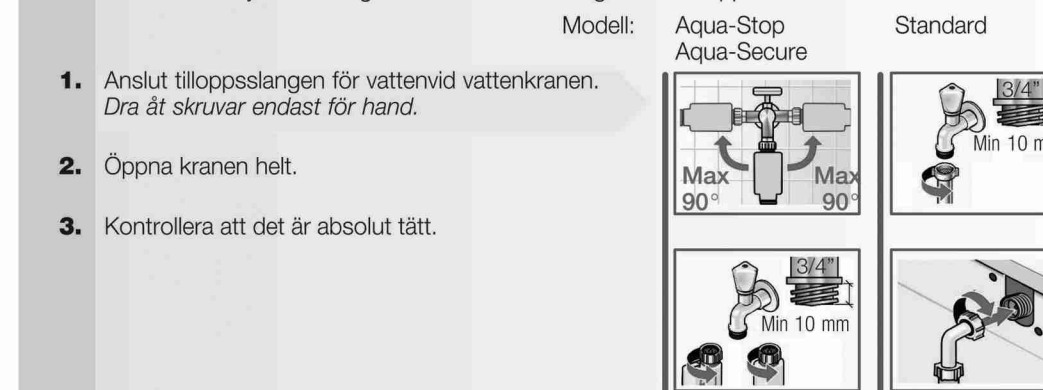 Modell: Aqua-Stop Standard
Aqua-Secure
1. Anslut tilloppsslangen för vattenvid vattenkranen.
Dra åt skruvar endast för hand.
2. Öppna kranen helt.
3. Kontrollera att det är absolut tätt.
Max 90°
Max 90°
3/4"
Min 10 m
3/4"
Min 10 mm